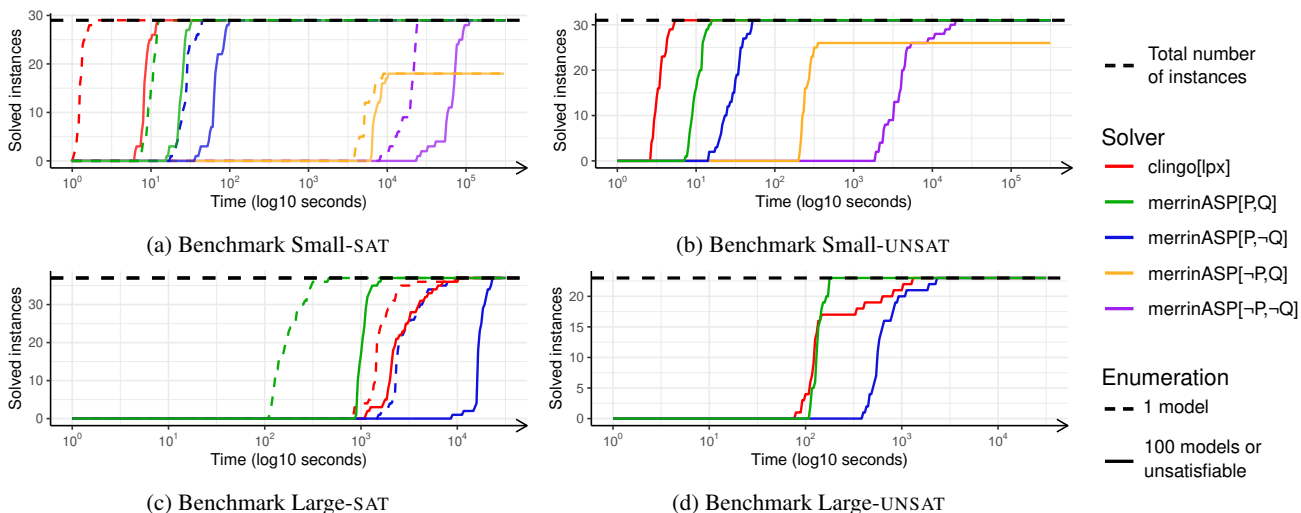 Solved instances
30
20
10
0
10^0
10^1
10^2
10^3
10^4
10^5
Time (log10 seconds)
(a) Benchmark Small-SAT
Solved instances
30
20
10
0
10^0
10^1
10^2
10^3
10^4
10^5
Time (log10 seconds)
(b) Benchmark Small-UNSAT
Solved instances
30
20
10
0
10^0
10^1
10^2
10^3
10^4
Time (log10 seconds)
(c) Benchmark Large-SAT
Solved instances
20
15
10
5
0
10^0
10^1
10^2
10^3
10^4
Time (log10 seconds)
(d) Benchmark Large-UNSAT
Total number
of instances
Solver
clingo[lpx]
merrinASP[P,Q]
merrinASP[P,¬Q]
merrinASP[¬P,Q]
merrinASP[¬P,¬Q]
Enumeration
1 model
100 models or
unsatisfiable